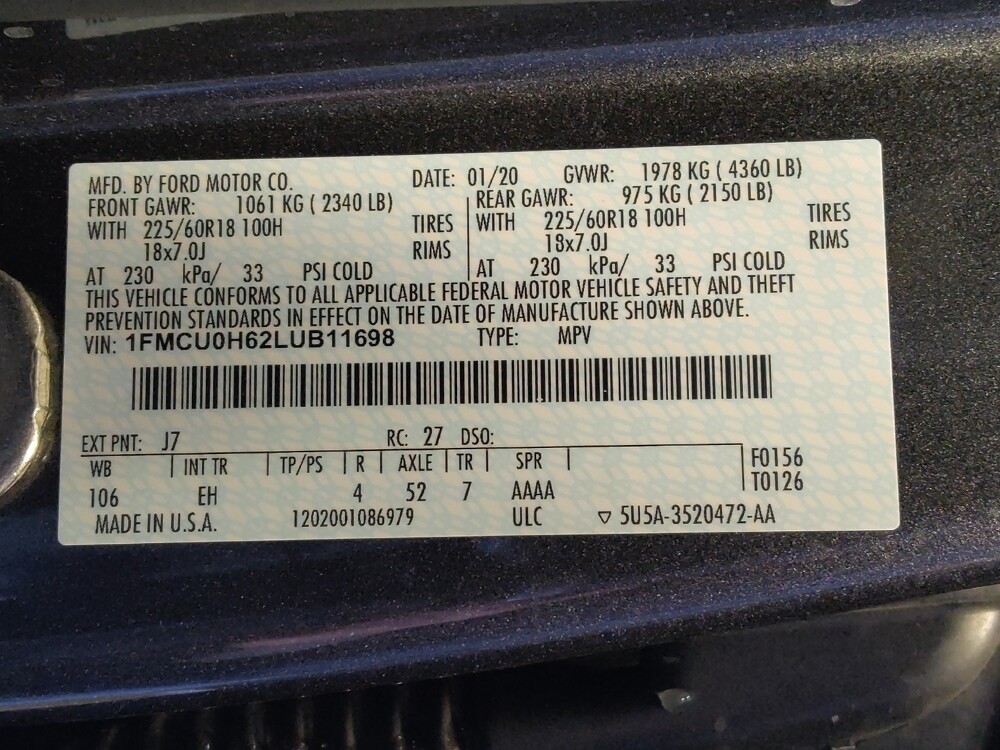 MFD. BY FORD MOTOR CO. DATE: 01/20 GVWR: 1978 KG ( 4360 LB)
FRONT GAWR: 1061 KG ( 2340 LB) REAR GAWR: 975 KG ( 2150 LB)
WITH 225/60R18 100H TIRES WITH 225/60R18 100H TIRES
18x7.0J RIMS 18x7.0J RIMS
AT 230 kPa/ 33 PSI COLD AT 230 kPa/ 33 PSI COLD
THIS VEHICLE CONFORMS TO ALL APPLICABLE FEDERAL MOTOR VEHICLE SAFETY AND THEFT
PREVENTION STANDARDS IN EFFECT ON THE DATE OF MANUFACTURE SHOWN ABOVE.
VIN: 1FMCU0H62LUB11698 TYPE: MPV
EXT PNT: J7 RC: 27 DSO:
WB INT TR TP/PS R AXLE TR SPR F0156
106 EH 4 52 7 AAAA T0126
MADE IN U.S.A. 1202001086979 ULC ▽ 5U5A-3520472-AA